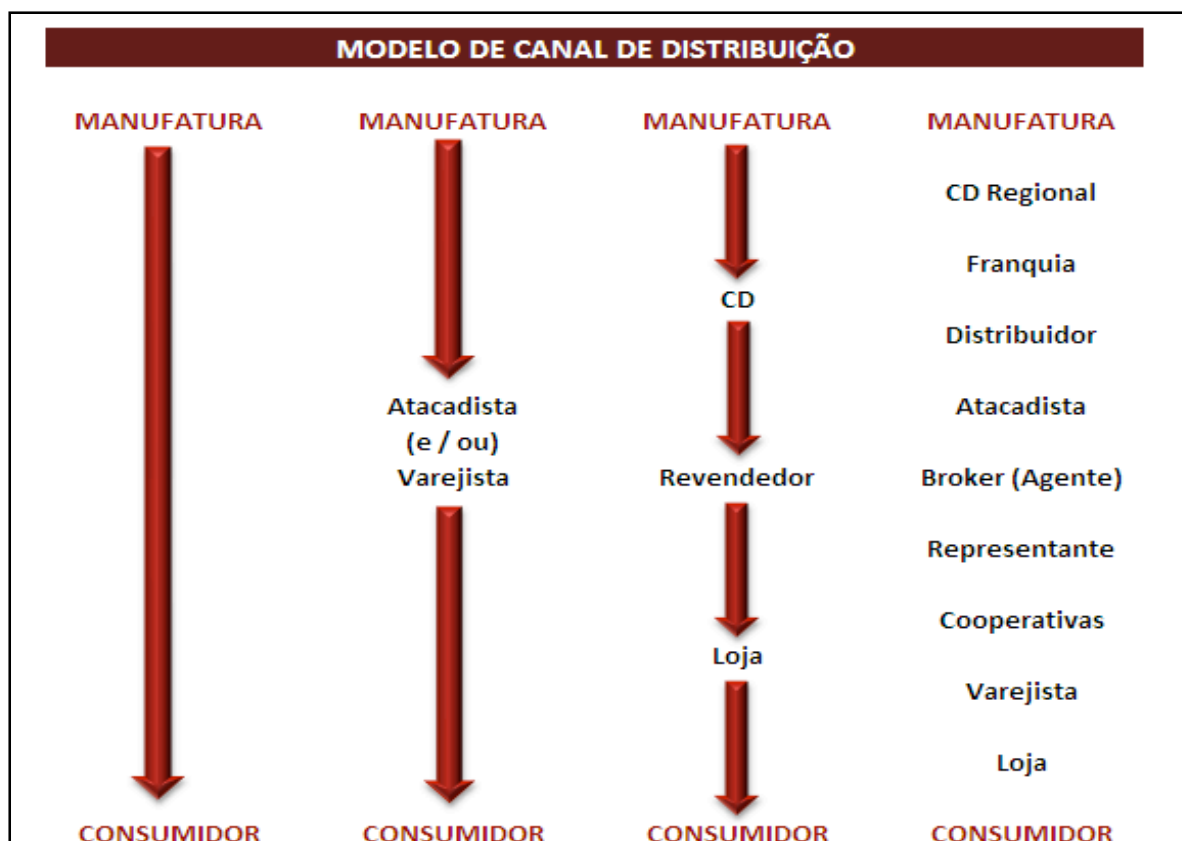 MODELO DE CANAL DE DISTRIBUIÇÃO
MANUFATURA
CONSUMIDOR
MANUFATURA
Atacadista
(e / ou)
Varejista
CONSUMIDOR
MANUFATURA
CD
Revendedor
Loja
CONSUMIDOR
MANUFATURA
CD Regional
Franquia
Distribuidor
Atacadista
Broker (Agente)
Representante
Cooperativas
Varejista
Loja
CONSUMIDOR